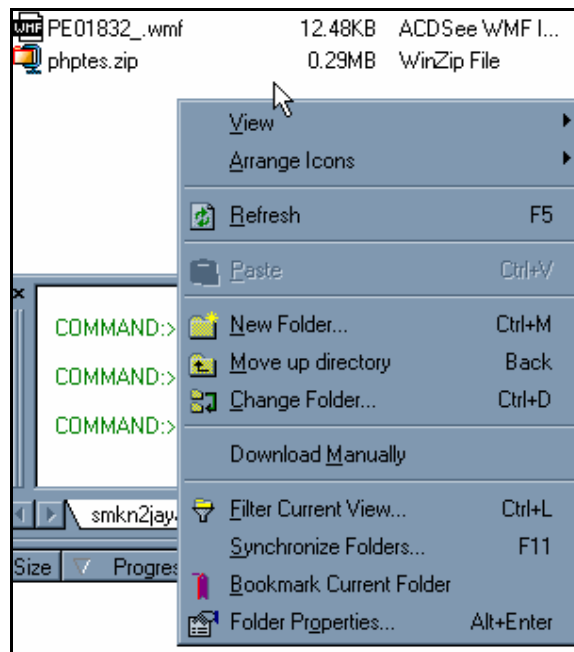 PE01832_.wmf 12.48KB ACDSee WMF I...
phptes.zip 0.29MB WinZip File
View
Arrange Icons
Refresh F5
Paste Ctrl+V
COMMAND:> New Folder... Ctrl+M
Move up directory Back
COMMAND:> Change Folder... Ctrl+D
COMMAND:> Download Manually
smkn2jay Filter Current View... Ctrl+L
Synchronize Folders... F11
Size Progres Bookmark Current Folder
Folder Properties... Alt+Enter